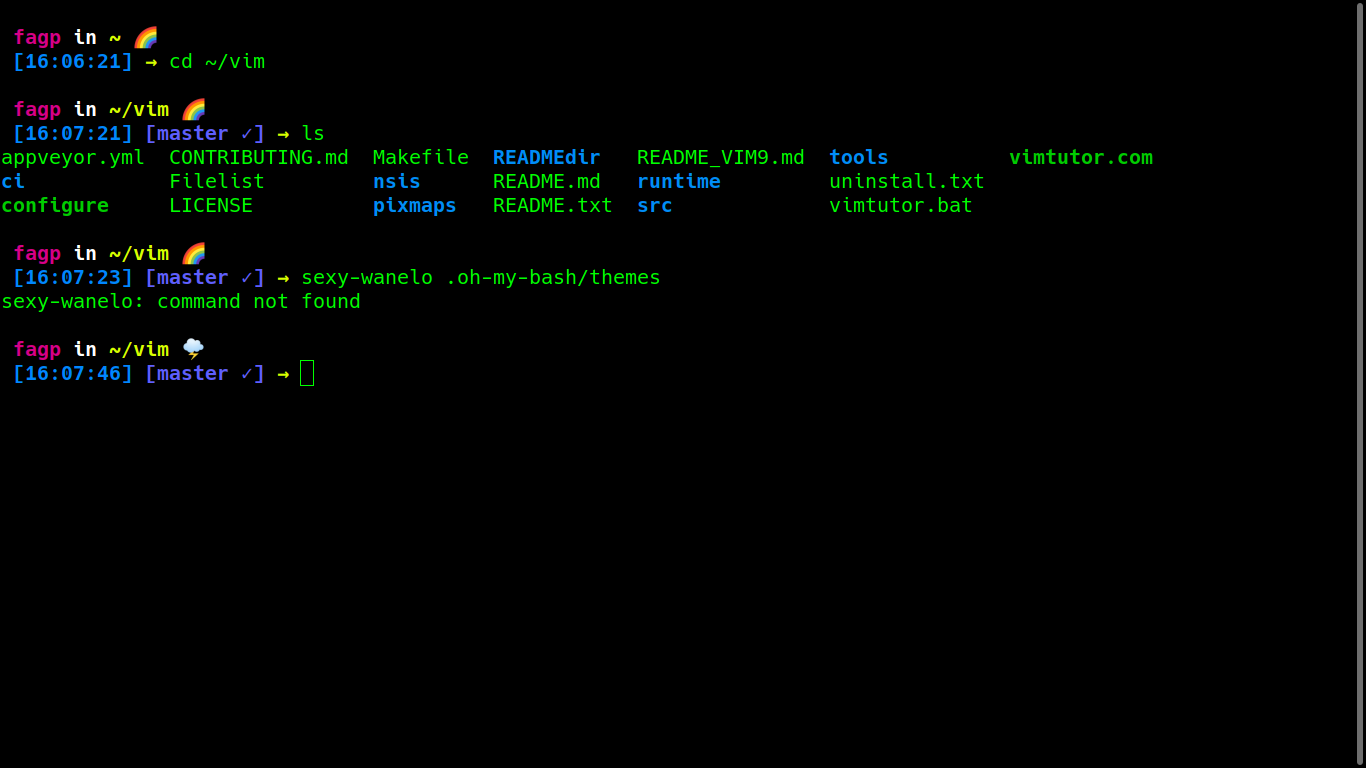 fagp in ~ 🌈
[16:06:21] → cd ~/vim
fagp in ~/vim 🌈
[16:07:21] [master ✓] → ls
appveyor.yml  CONTRIBUTING.md  Makefile  READMEdir   README_VIM9.md  tools          vimtutor.com
ci            Filelist         nsis      README.md   runtime         uninstall.txt
configure     LICENSE          pixmaps   README.txt  src             vimtutor.bat
fagp in ~/vim 🌈
[16:07:23] [master ✓] → sexy-wanelo .oh-my-bash/themes
sexy-wanelo: command not found
fagp in ~/vim 🌩️
[16:07:46] [master ✓] →